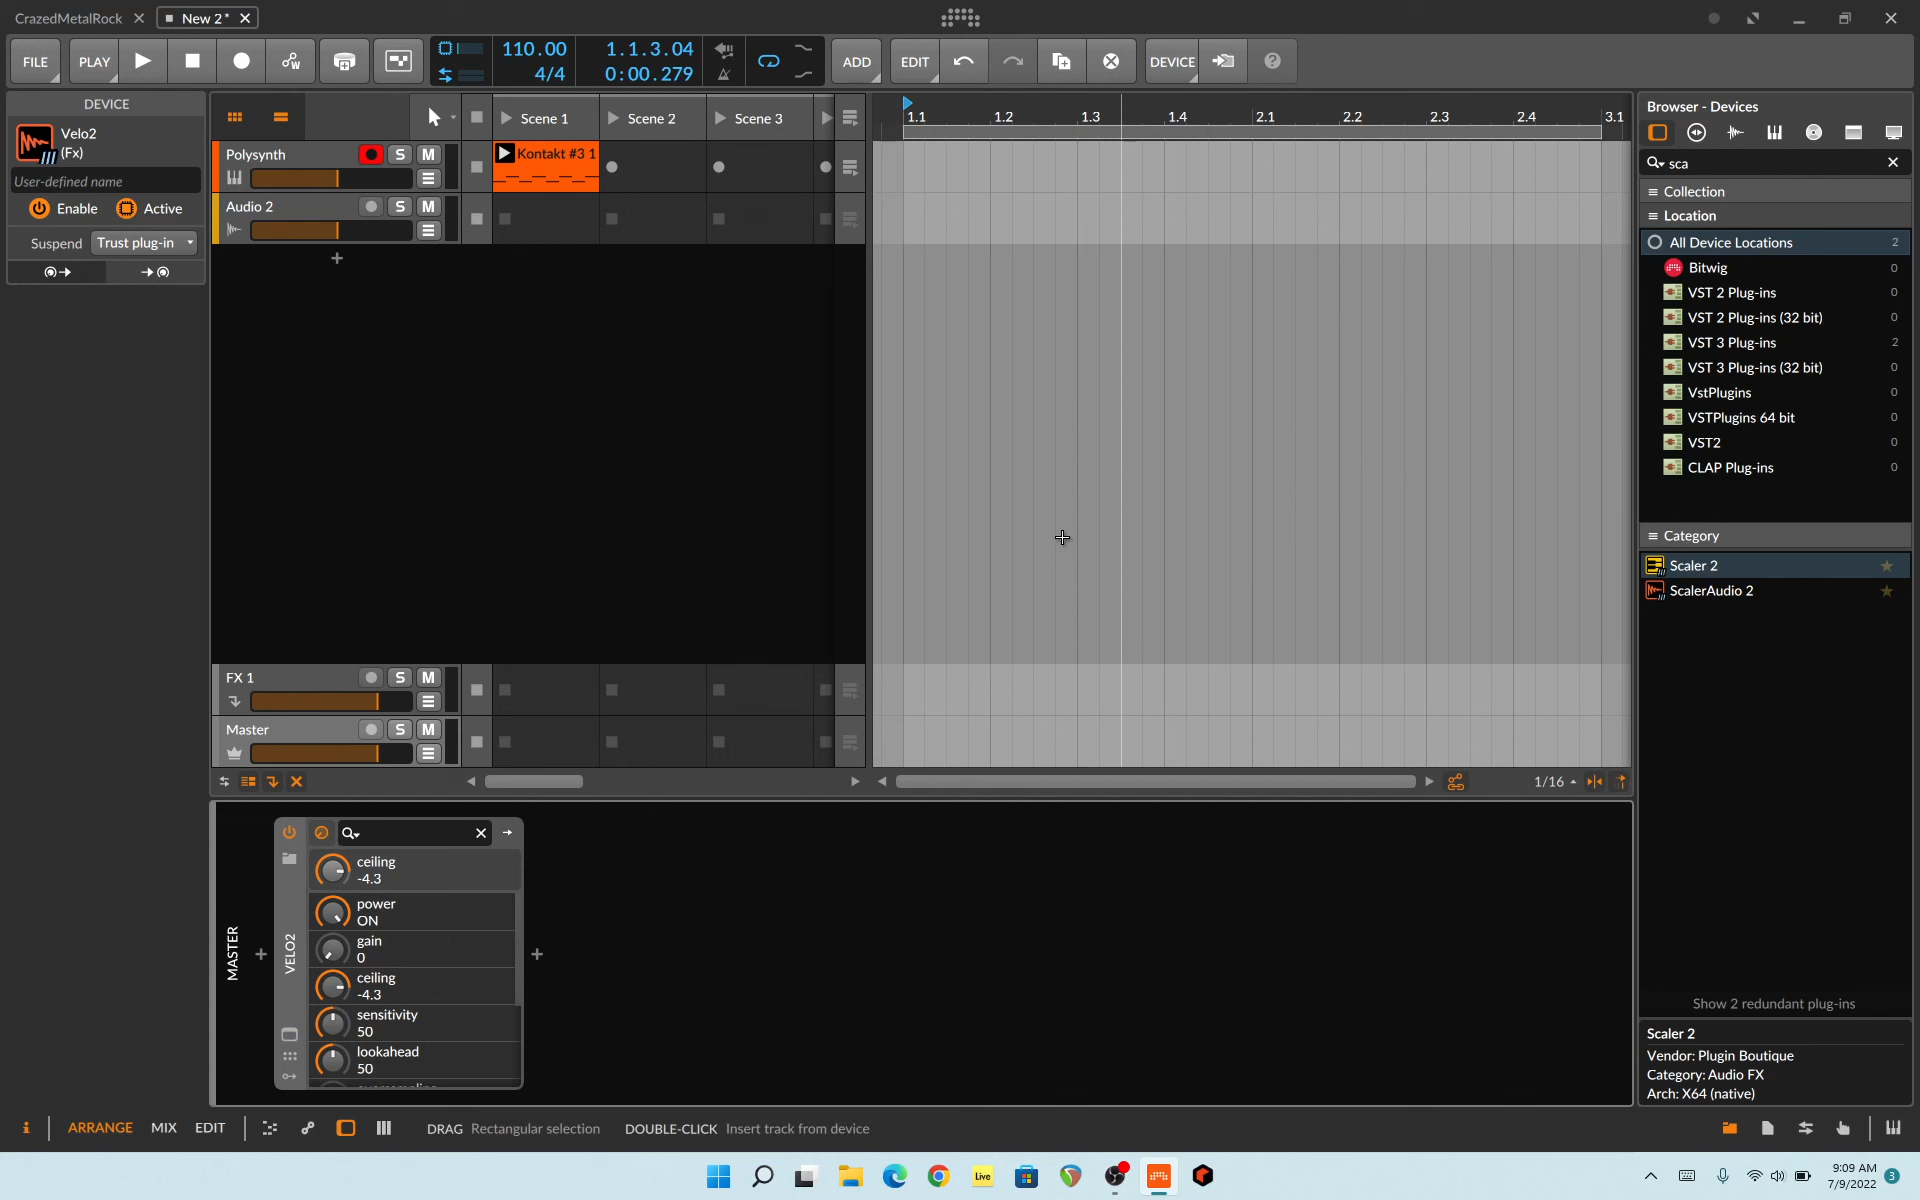 CrazedMetalRock
New 2*
FILE
PLAY
110.00
4/4
1.1.3.04
0:00.279
ADD
EDIT
DEVICE
DEVICE
Velo2
(Fx)
User-defined name
Enable
Active
Suspend
Trust plug-in
Scene 1
Scene 2
Scene 3
Polysynth
S
M
Kontakt #3 1
Audio 2
S
M
FX 1
S
M
Master
S
M
1.1
1.2
1.3
1.4
2.1
2.2
2.3
2.4
3.1
1/16
Browser - Devices
sca
Collection
Location
All Device Locations 2
Bitwig 0
VST 2 Plug-ins 0
VST 2 Plug-ins (32 bit) 0
VST 3 Plug-ins 2
VST 3 Plug-ins (32 bit) 0
VstPlugins 0
VSTPlugins 64 bit 0
VST2 0
CLAP Plug-ins 0
Category
Scaler 2
ScalerAudio 2
Show 2 redundant plug-ins
Scaler 2
Vendor: Plugin Boutique
Category: Audio FX
Arch: X64 (native)
MASTER
VELO2
ceiling
-4.3
power
ON
gain
0
ceiling
-4.3
sensitivity
50
lookahead
50
i
ARRANGE
MIX
EDIT
DRAG Rectangular selection
DOUBLE-CLICK Insert track from device
Live
9:09 AM
7/9/2022
3